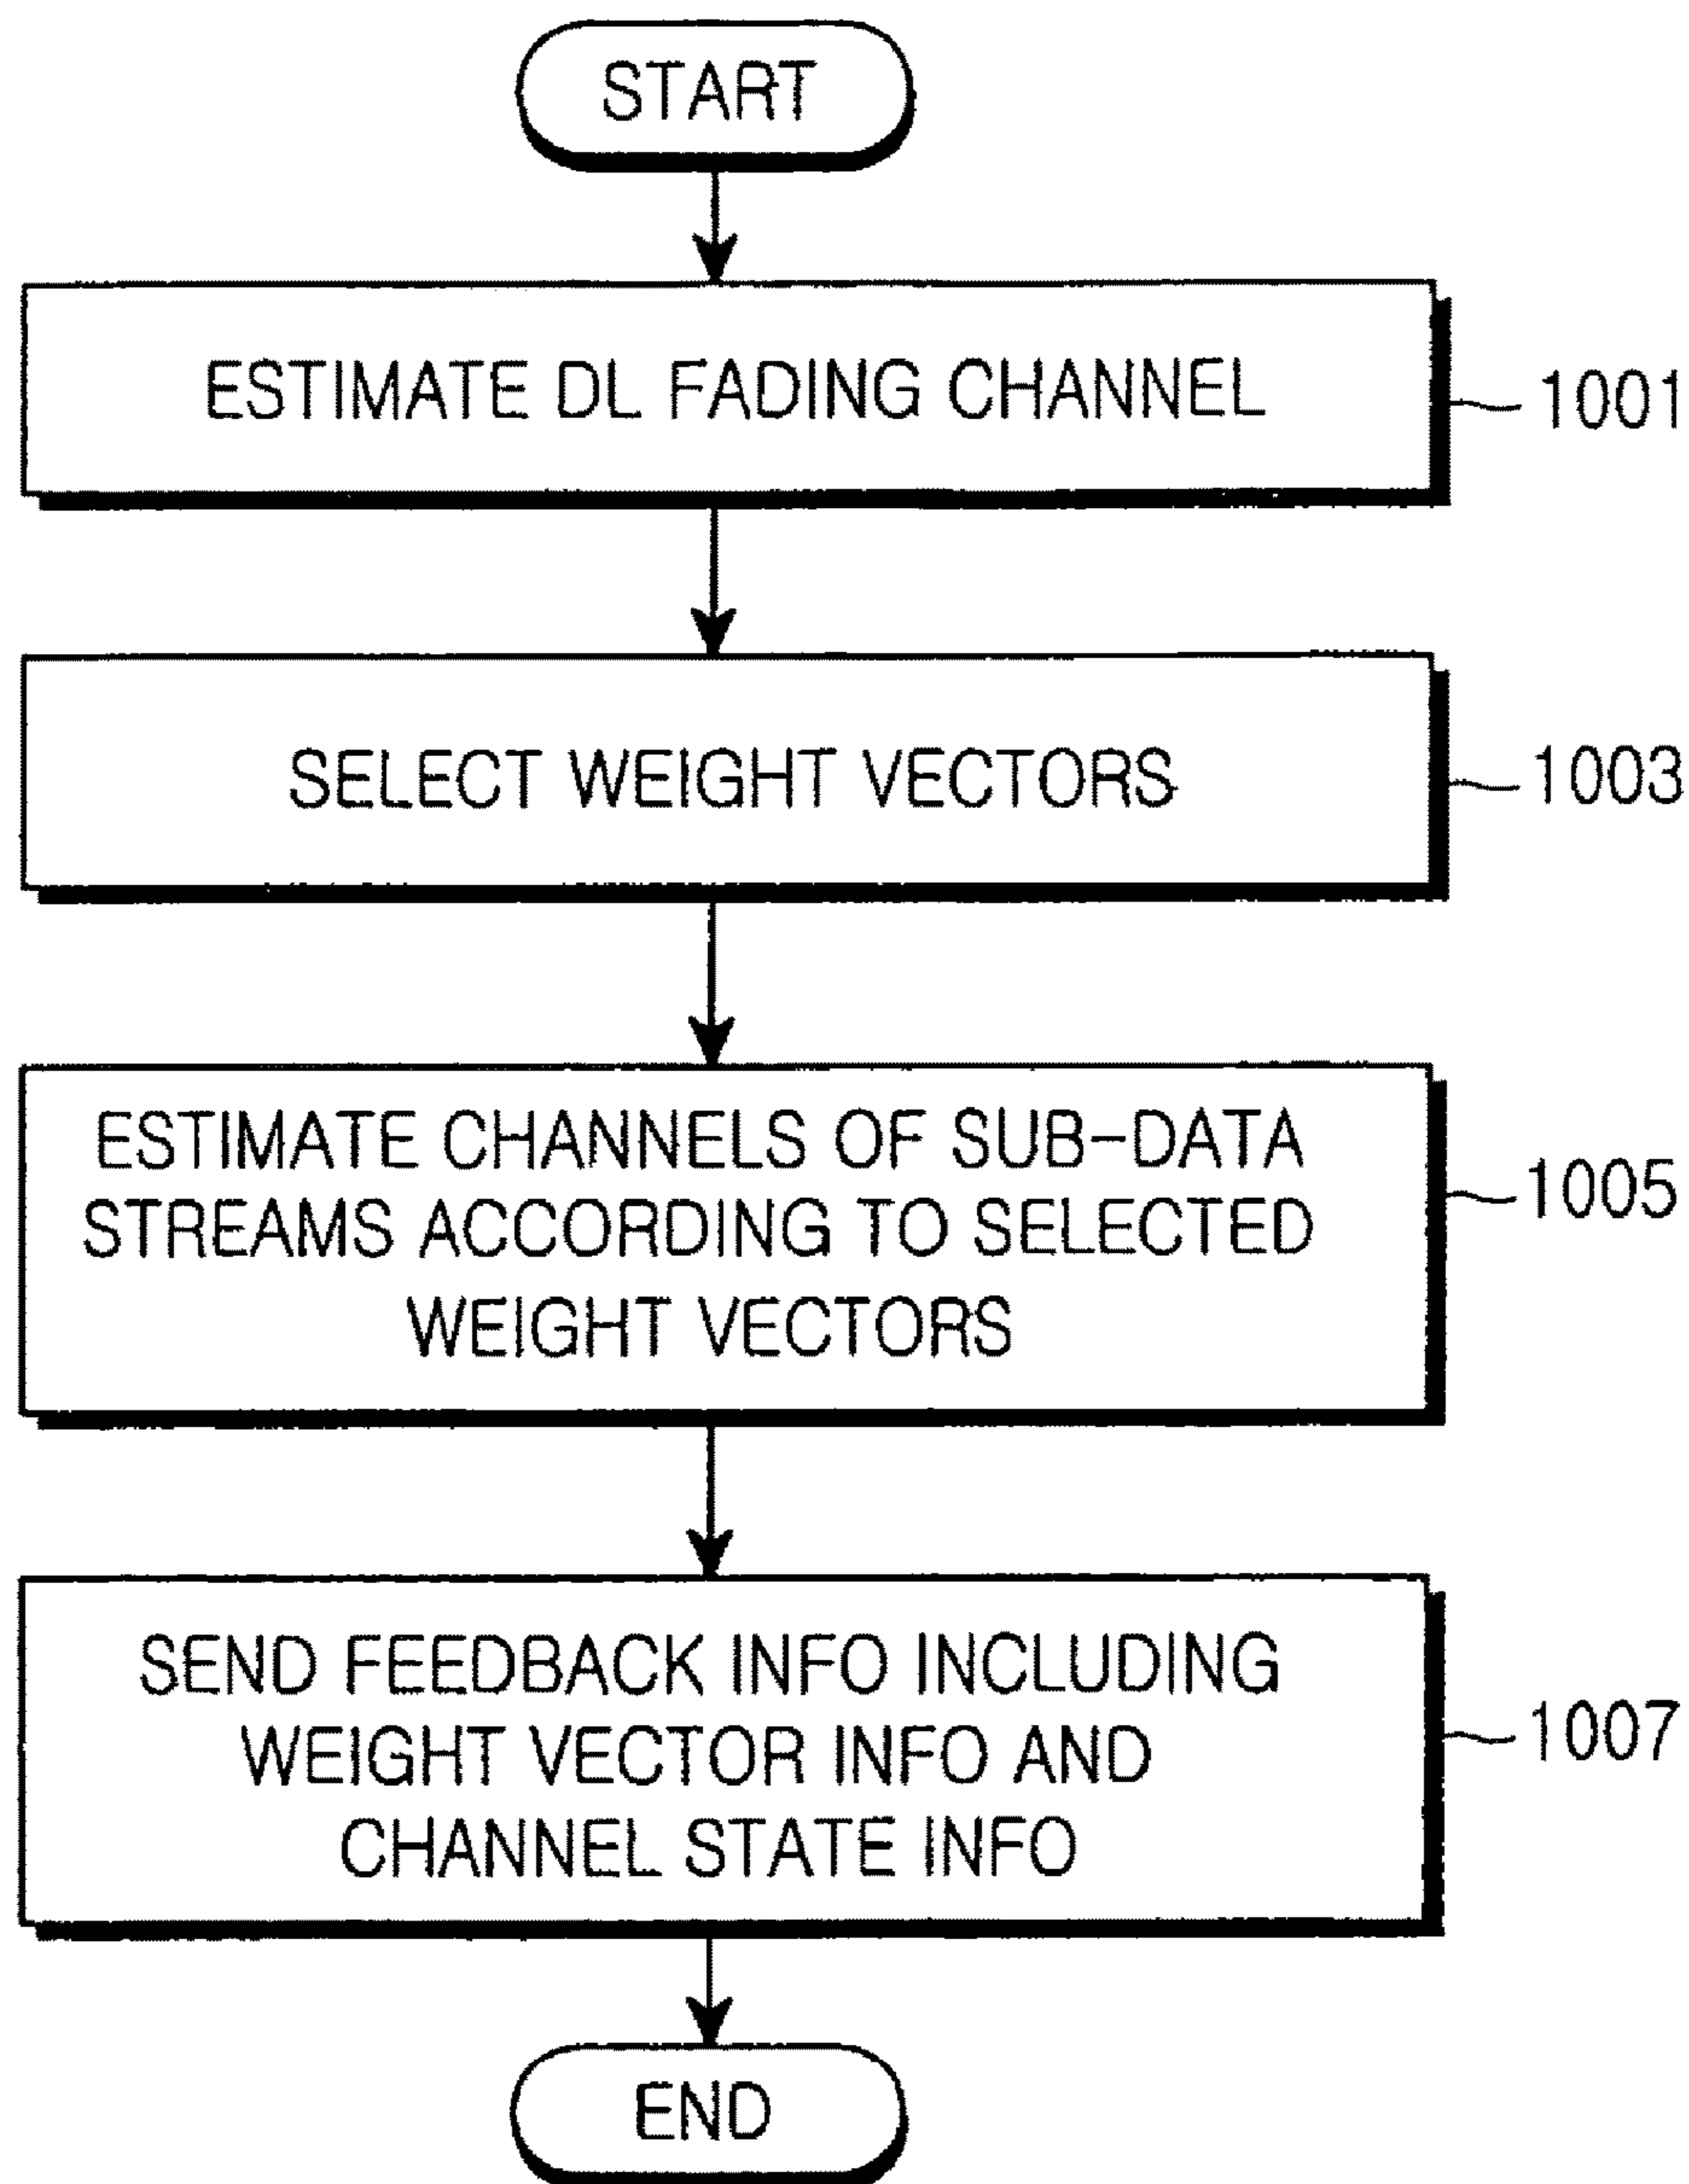 START
ESTIMATE DL FADING CHANNEL
1001
SELECT WEIGHT VECTORS
1003
ESTIMATE CHANNELS OF SUB-DATA
STREAMS ACCORDING TO SELECTED
WEIGHT VECTORS
1005
SEND FEEDBACK INFO INCLUDING
WEIGHT VECTOR INFO AND
CHANNEL STATE INFO
1007
END